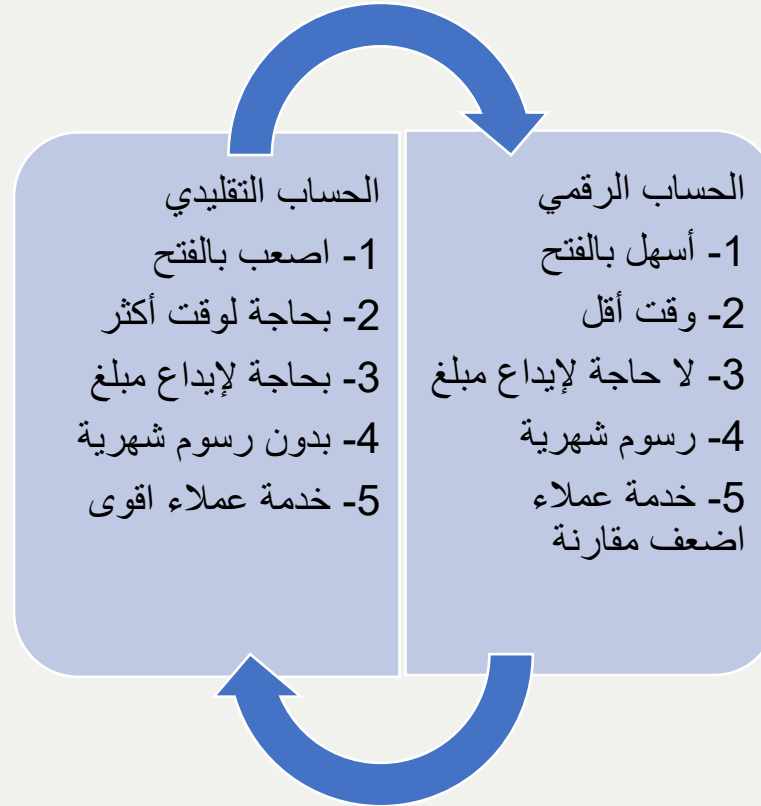 الحساب الرقمي
1- أسهل بالفتح
2- وقت أقل
3- لا حاجة لإيداع مبلغ
4- رسوم شهرية
5- خدمة عملاء
اضعف مقارنة
الحساب التقليدي
1- اصعب بالفتح
2- بحاجة لوقت أكثر
3- بحاجة لإيداع مبلغ
4- بدون رسوم شهرية
5- خدمة عملاء اقوى